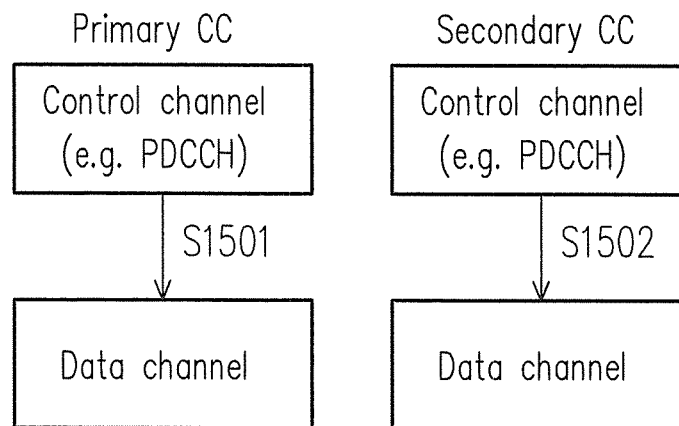 Primary CC
Control channel
(e.g. PDCCH)
S1501
Data channel
Secondary CC
Control channel
(e.g. PDCCH)
S1502
Data channel